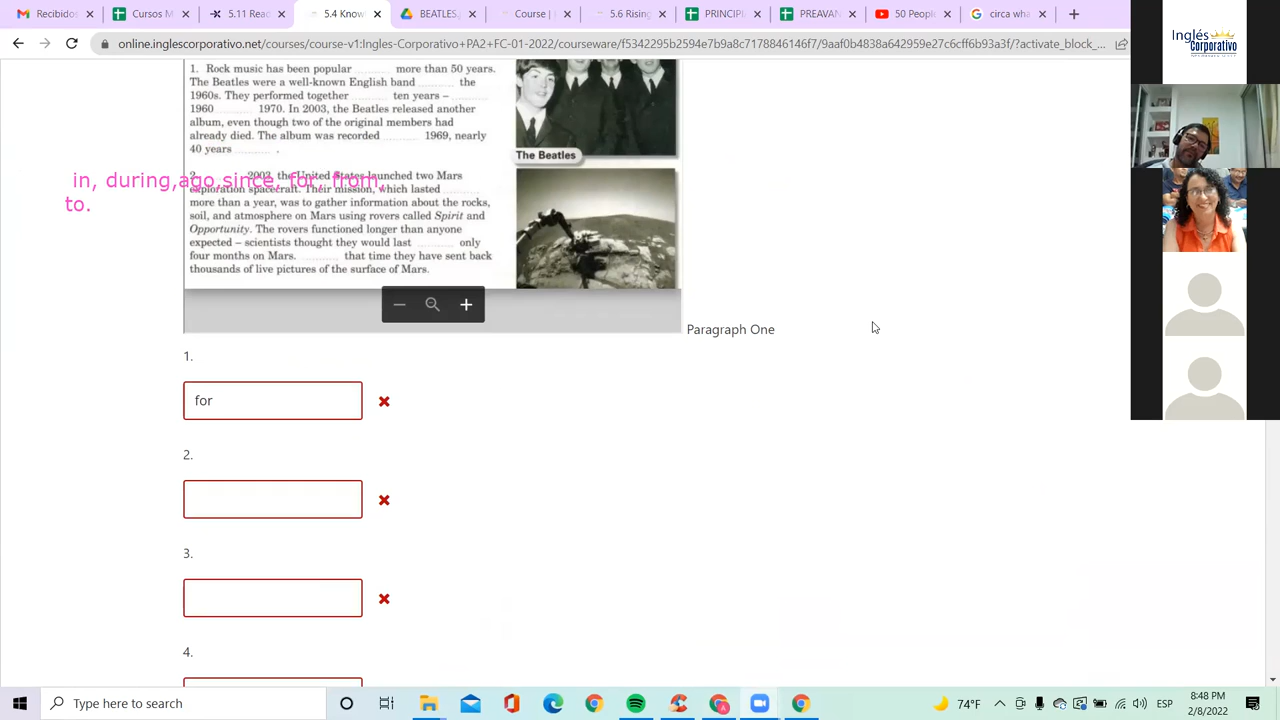 Recibidos
Cursos M
5.11 Read
5.4 Know
BEATLES
Course
5.6 Rising
PRINCIPI
PREAVAN
50 People
circa wha
online.inglescorporativo.net/courses/course-v1:Ingles-Corporativo+PA2+EC-01-2022/courseware/f5342295b2594e7b9a8c7178846146f7/9aaf0b4838a642959e27c6cff6b93a3f/?activate_block_...
Inglés
Corporativo
1. Rock music has been popular ........ more than 50 years.
The Beatles were a well-known English band ........ the
1960s. They performed together ........ ten years – ........
1960 ........ 1970. In 2003, the Beatles released another
album, even though two of the original members had
already died. The album was recorded ........ 1969, nearly
40 years ........ .
The Beatles
in, during,ago,since, for, from,
to.
2. ........ 2003, the United States launched two Mars
exploration spacecraft. Their mission, which lasted ........
more than a year, was to gather information about the rocks,
soil, and atmosphere on Mars using rovers called Spirit and
Opportunity. The rovers functioned longer than anyone
expected – scientists thought they would last ........ only
four months on Mars. ........ that time they have sent back
thousands of live pictures of the surface of Mars.
Paragraph One
1.
for
2.
3.
4.
Type here to search
74°F
ESP
8:48 PM
2/8/2022